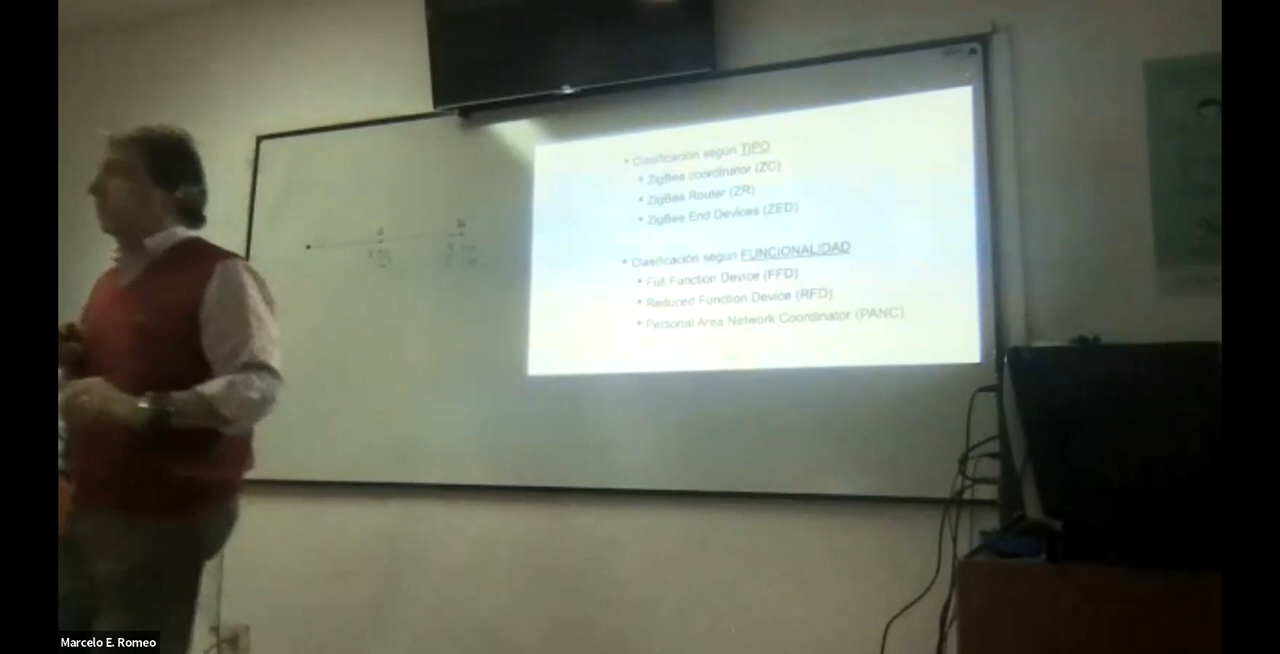 • Clasificación según TIPO
• ZigBee coordinator (ZC)
• ZigBee Router (ZR)
• ZigBee End Devices (ZED)
• Clasificación según FUNCIONALIDAD
• Full Function Device (FFD)
• Reduced Function Device (RFD)
• Personal Area Network Coordinator (PANC)
Marcelo E. Romeo